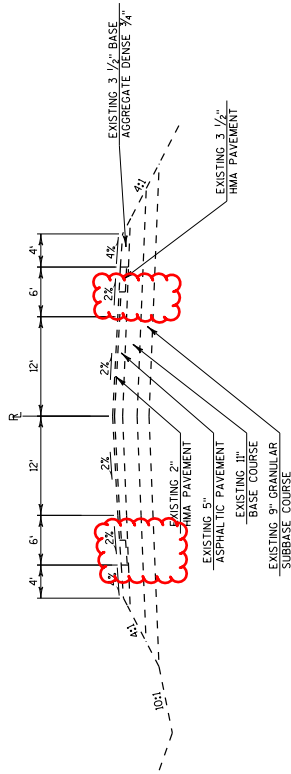 4' 6' 12' R/L 12' 6' 4'
10:1 4:1 4% 2% 2% 2% 2% 4% 4:1
EXISTING 3 1/2" BASE
AGGREGATE DENSE 3/4"
EXISTING 2"
HMA PAVEMENT
EXISTING 5"
ASPHALTIC PAVEMENT
EXISTING 11"
BASE COURSE
EXISTING 9" GRANULAR
SUBBASE COURSE
EXISTING 3 1/2"
HMA PAVEMENT